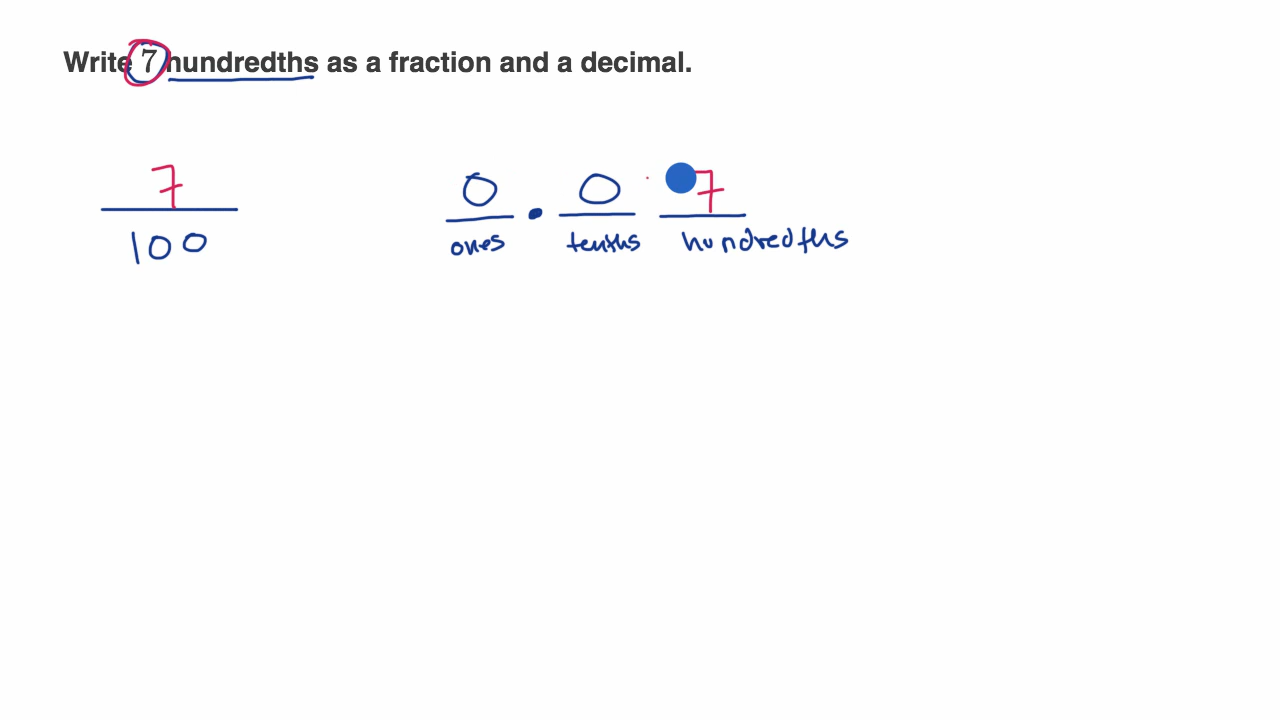 Write 7 hundredths as a fraction and a decimal.
7
100
0 . 0 7
ones tenths hundredths